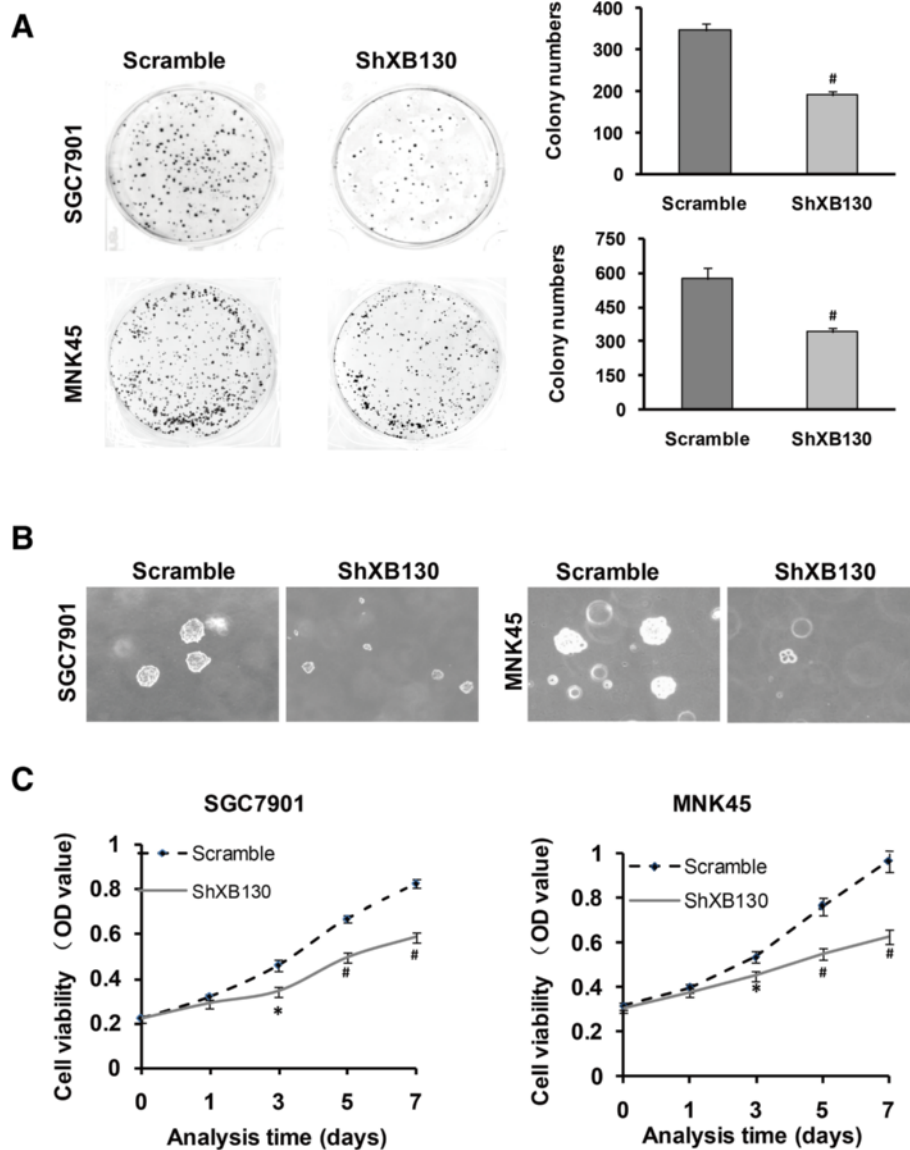 A
Scramble
ShXB130
SGC7901
MNK45
Colony numbers
400
300
200
100
0
#
Scramble
ShXB130
Colony numbers
750
600
450
300
150
0
#
Scramble
ShXB130
B
Scramble
ShXB130
SGC7901
Scramble
ShXB130
MNK45
C
SGC7901
Cell viability （OD value)
1
0.8
0.6
0.4
0.2
0
Scramble
ShXB130
*
#
#
0 1 3 5 7
Analysis time (days)
MNK45
Cell viability （OD value)
1
0.8
0.6
0.4
0.2
0
Scramble
ShXB130
*
#
#
0 1 3 5 7
Analysis time (days)